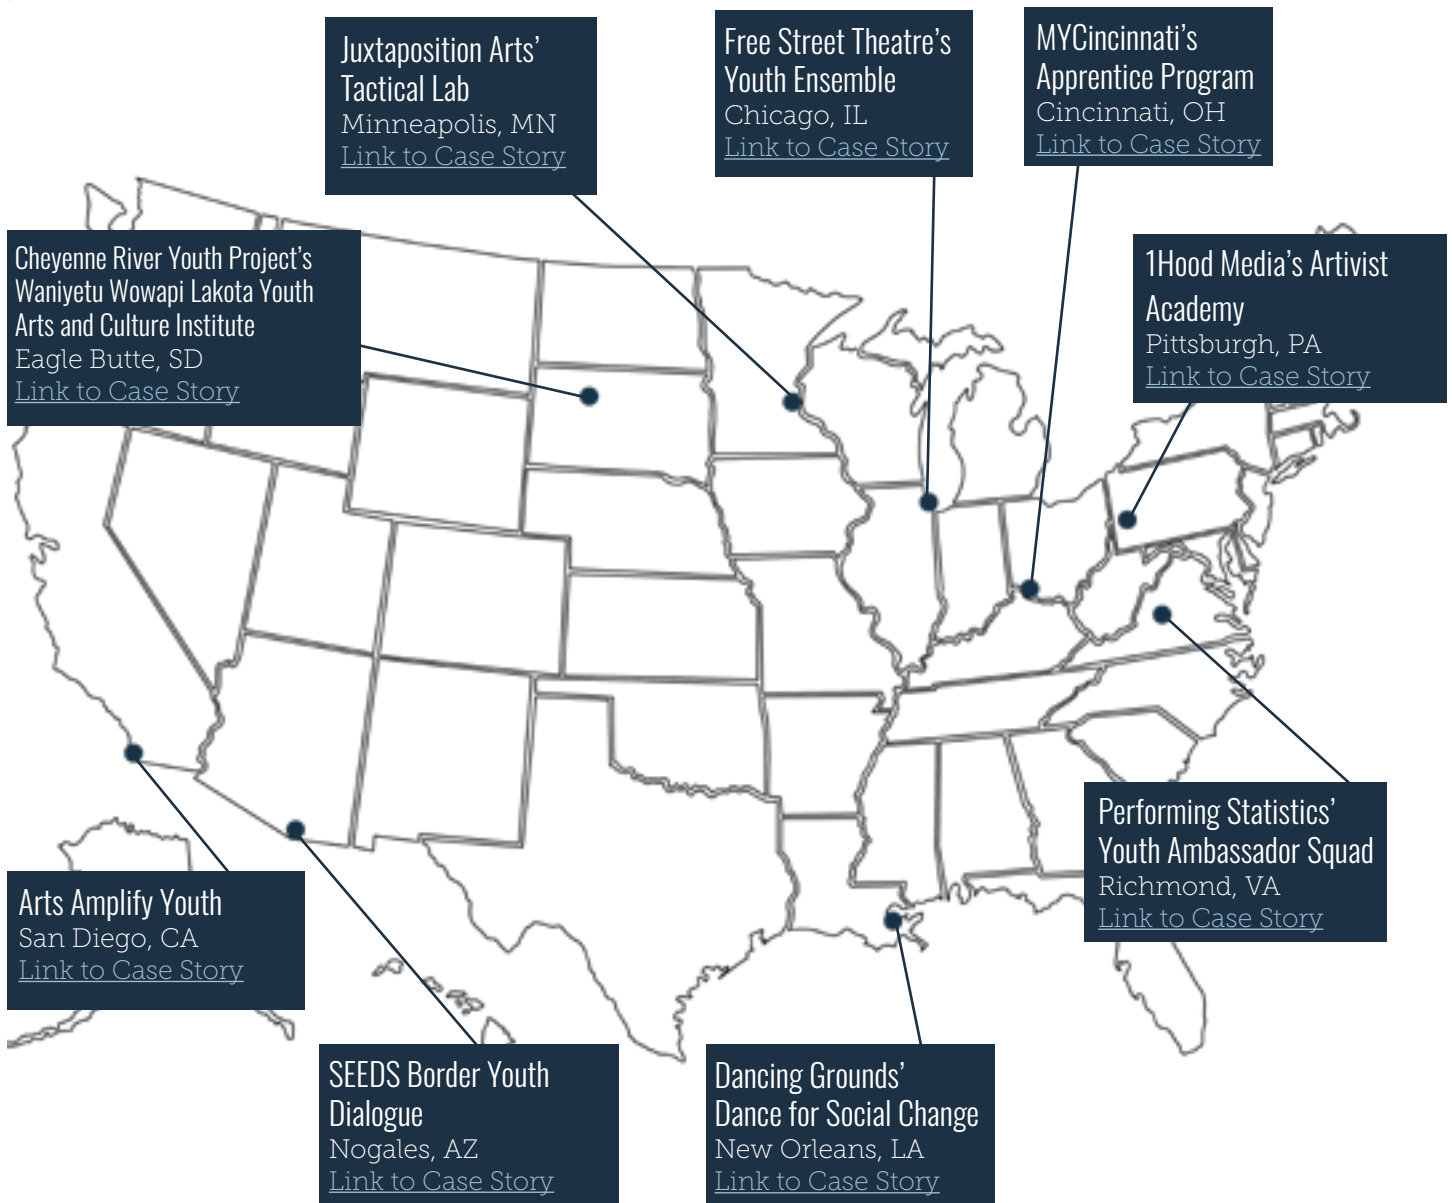 Juxtaposition Arts’
Tactical Lab
Minneapolis, MN
Link to Case Story
Free Street Theatre’s
Youth Ensemble
Chicago, IL
Link to Case Story
MYCincinnati’s
Apprentice Program
Cincinnati, OH
Link to Case Story
Cheyenne River Youth Project’s
Waniyetu Wowapi Lakota Youth
Arts and Culture Institute
Eagle Butte, SD
Link to Case Story
1Hood Media’s Artivist
Academy
Pittsburgh, PA
Link to Case Story
Performing Statistics’
Youth Ambassador Squad
Richmond, VA
Link to Case Story
Arts Amplify Youth
San Diego, CA
Link to Case Story
SEEDS Border Youth
Dialogue
Nogales, AZ
Link to Case Story
Dancing Grounds’
Dance for Social Change
New Orleans, LA
Link to Case Story